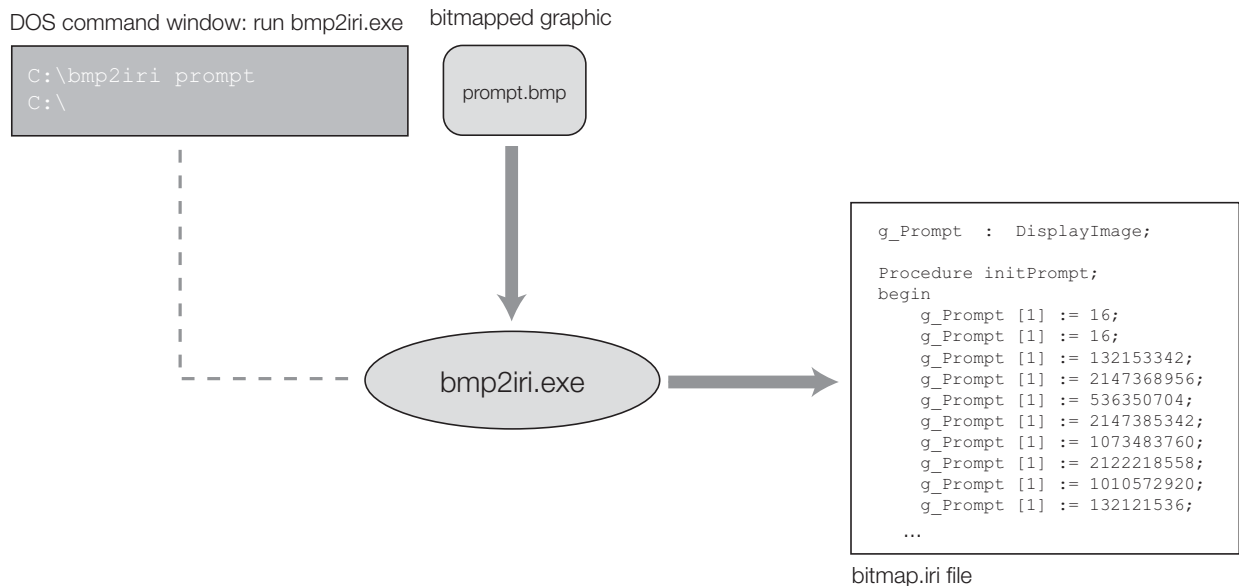 DOS command window: run bmp2iri.exe
C:\bmp2iri prompt
C:\
bitmapped graphic
prompt.bmp
bmp2iri.exe
g_Prompt : DisplayImage;
Procedure initPrompt;
begin
g_Prompt [1] := 16;
g_Prompt [1] := 16;
g_Prompt [1] := 132153342;
g_Prompt [1] := 2147368956;
g_Prompt [1] := 536350704;
g_Prompt [1] := 2147385342;
g_Prompt [1] := 1073483760;
g_Prompt [1] := 2122218558;
g_Prompt [1] := 1010572920;
g_Prompt [1] := 132121536;
...
bitmap.iri file